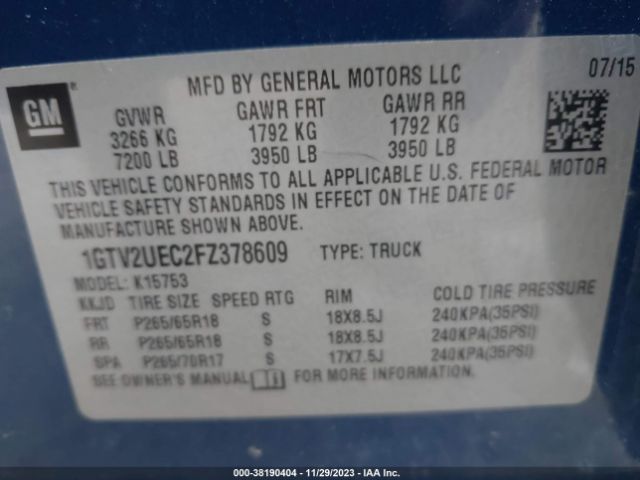 GM ®
MFD BY GENERAL MOTORS LLC
07/15
GVWR GAWR FRT GAWR RR
3266 KG 1792 KG 1792 KG
7200 LB 3950 LB 3950 LB
THIS VEHICLE CONFORMS TO ALL APPLICABLE U.S. FEDERAL MOTOR
VEHICLE SAFETY STANDARDS IN EFFECT ON THE DATE OF
MANUFACTURE SHOWN ABOVE.
1GTV2UEC2FZ378609 TYPE: TRUCK
MODEL: K15753
KKJD TIRE SIZE SPEED RTG RIM COLD TIRE PRESSURE
FRT P265/65R18 S 18X8.5J 240KPA(35PSI)
RR P265/65R18 S 18X8.5J 240KPA(35PSI)
SPA P265/70R17 S 17X7.5J 240KPA(35PSI)
SEE OWNER'S MANUAL FOR MORE INFORMATION.
000-38190404 - 11/29/2023 - IAA Inc.